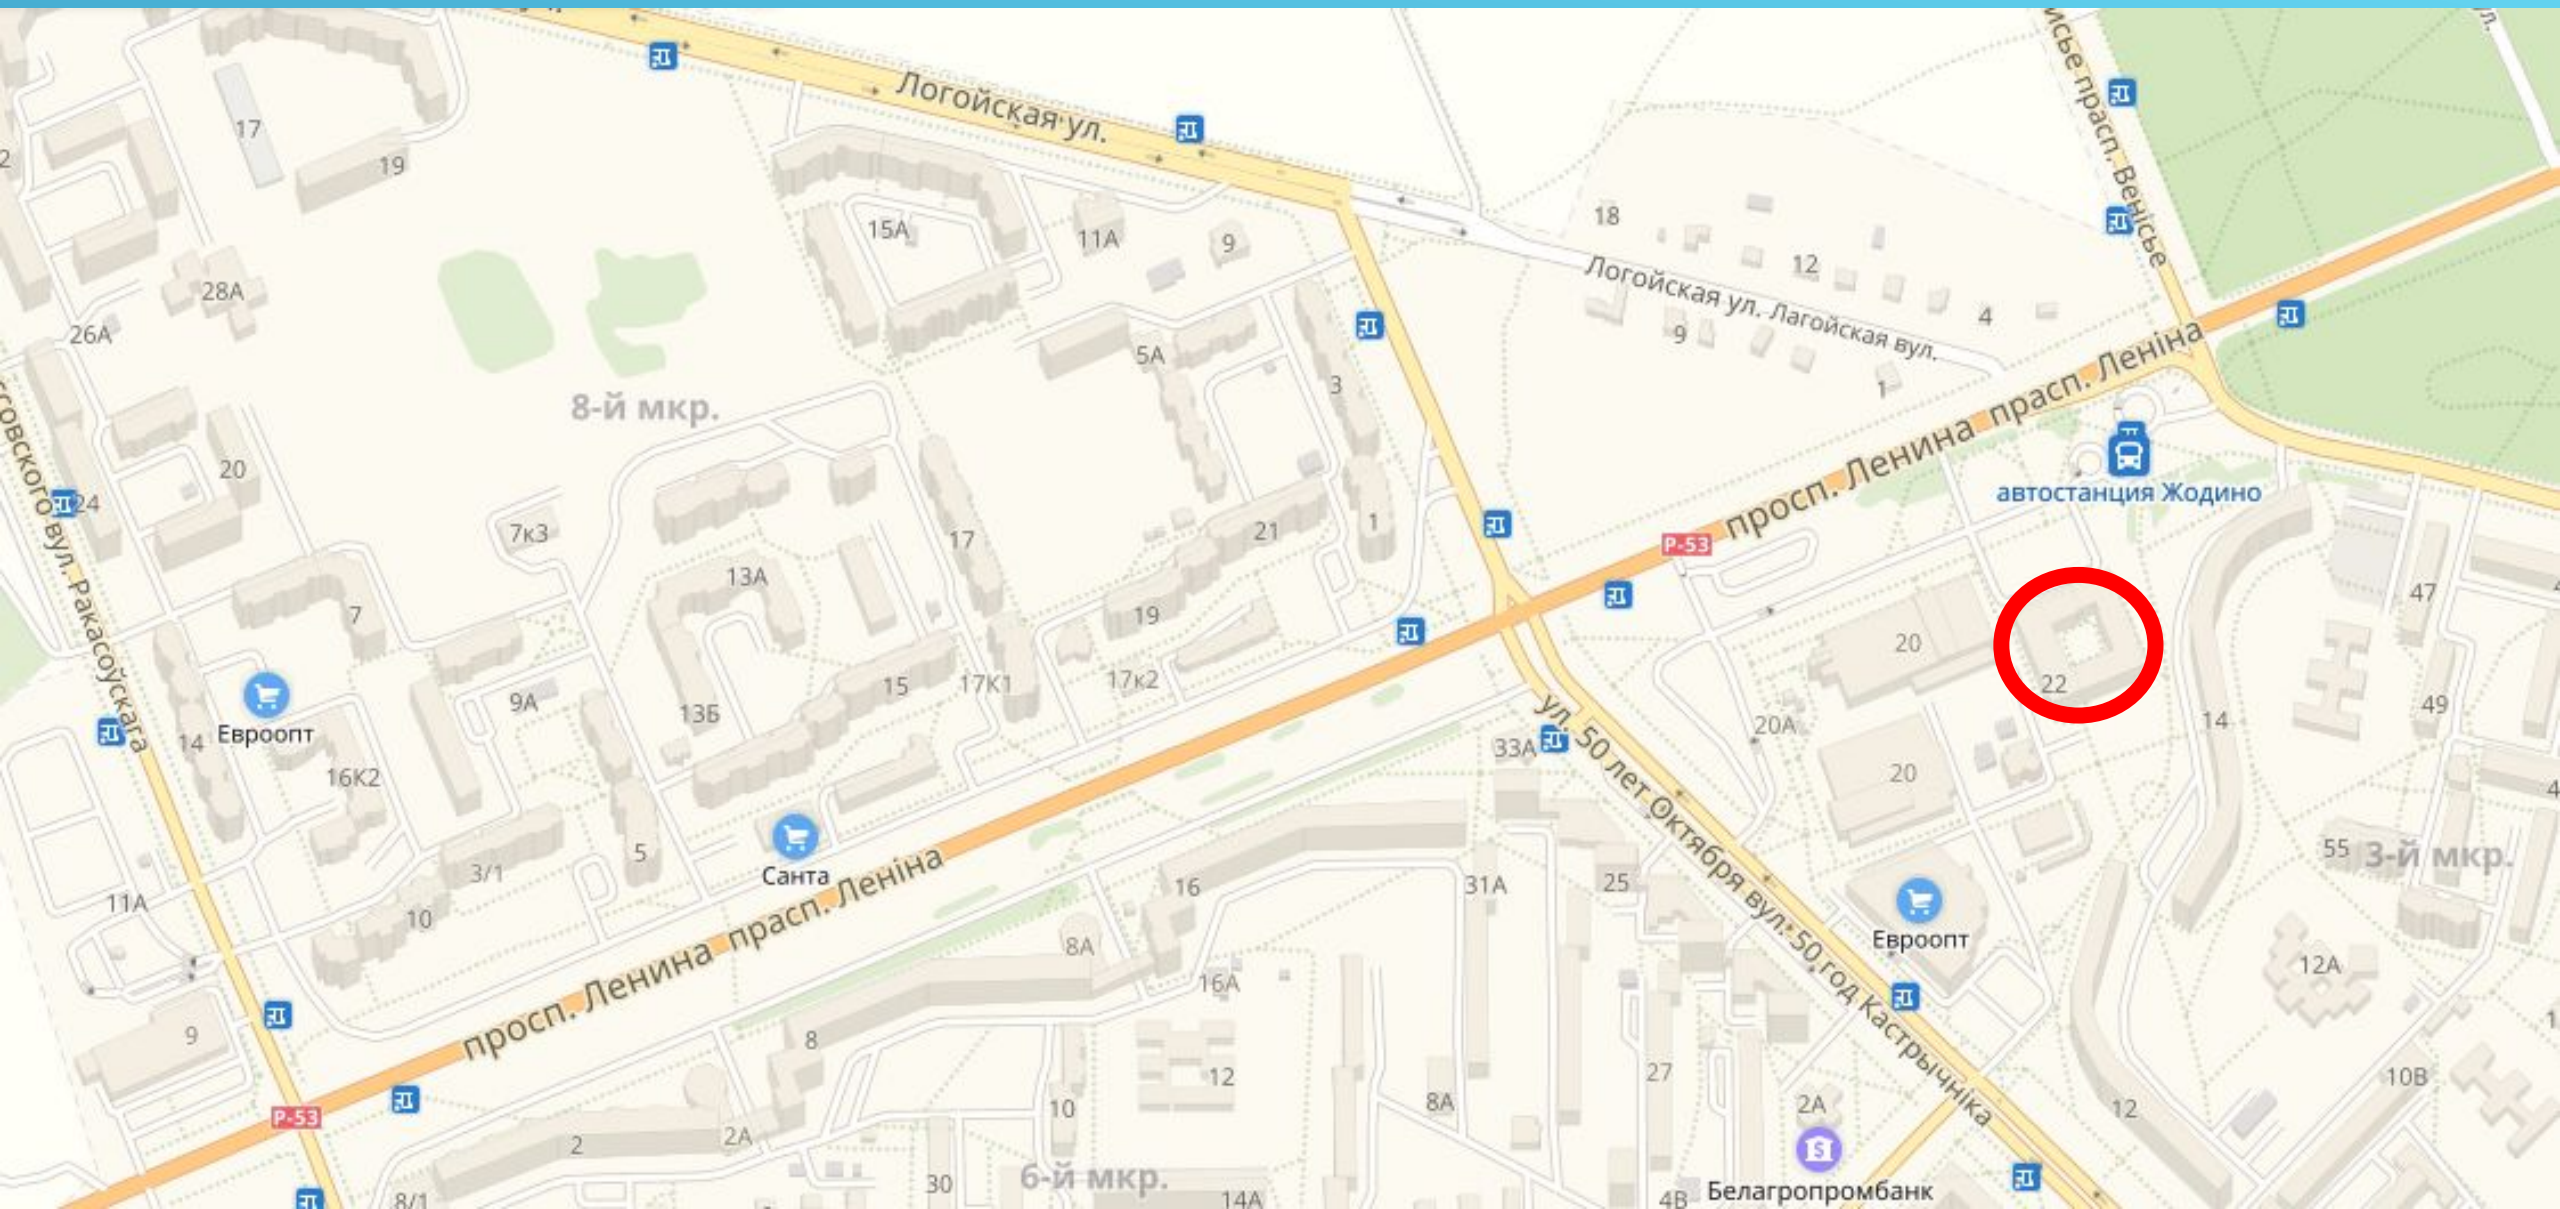 Логойская ул.
17
19
15А
11А
9
18
12
Логойская ул. Лагойская вул.
4
9
1
28А
26А
5А
3
8-й мкр.
просп. Ленина прасп. Леніна
автостанция Жодино
20
24
7к3
17
21
1
Р-53
13А
7
19
47
20
22
9А
15
17К1
17к2
13Б
14
Евроопт
16К2
33А
20А
14
49
ул. 50 лет Октября вул. 50 год Кастрычніка
20
5
Санта
3/1
55
3-й мкр.
16
31А
25
11А
10
8А
Евроопт
12А
16А
просп. Ленина прасп. Леніна
9
8
12
27
10
8А
2А
12
10В
Р-53
2
2А
30
6-й мкр.
14А
8/1
4В
Белагропромбанк
вул. Ракасоўскага
прасп. Венісье